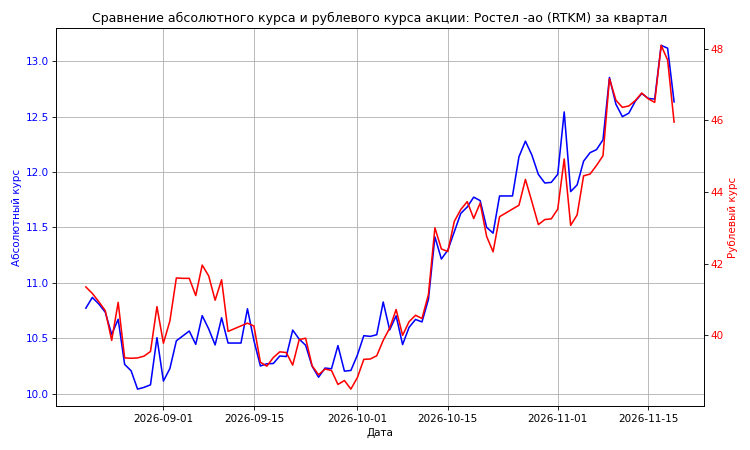 Сравнение абсолютного курса и рублевого курса акции: Ростел -ао (RTKM) за квартал
13.0
12.5
12.0
11.5
11.0
10.5
10.0
Абсолютный курс
48
46
44
42
40
Рублевый курс
2026-09-01 2026-09-15 2026-10-01 2026-10-15 2026-11-01 2026-11-15
Дата